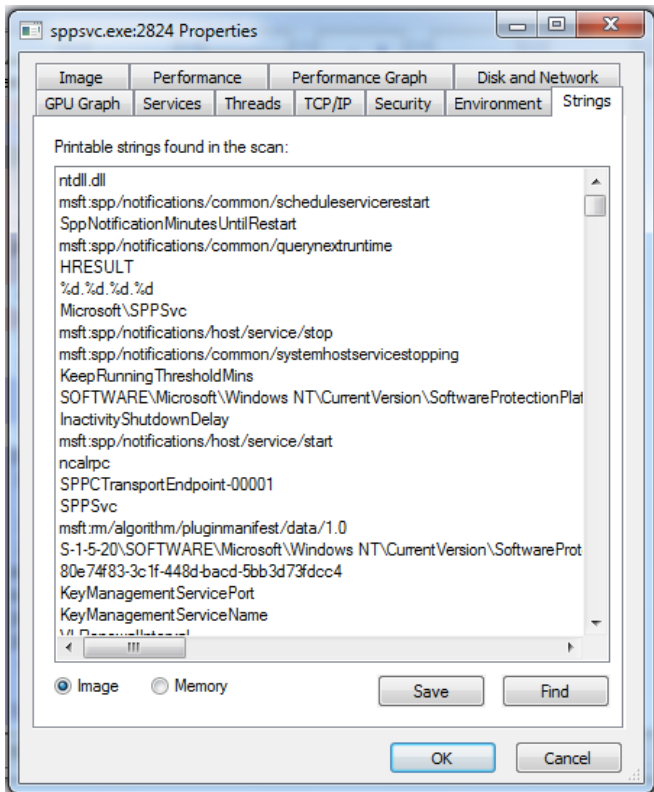 sppsvc.exe:2824 Properties
Image Performance Performance Graph Disk and Network
GPU Graph Services Threads TCP/IP Security Environment Strings
Printable strings found in the scan:
ntdll.dll
msft:spp/notifications/common/scheduleservicerestart
SppNotificationMinutesUntilRestart
msft:spp/notifications/common/querynextruntime
HRESULT
%d.%d.%d.%d
Microsoft\SPPSvc
msft:spp/notifications/host/service/stop
msft:spp/notifications/common/systemhostservicestopping
KeepRunningThresholdMins
SOFTWARE\Microsoft\Windows NT\CurrentVersion\SoftwareProtectionPlat
InactivityShutdownDelay
msft:spp/notifications/host/service/start
ncalrpc
SPPCTransportEndpoint-00001
SPPSvc
msft:rm/algorithm/pluginmanifest/data/1.0
S-1-5-20\SOFTWARE\Microsoft\Windows NT\CurrentVersion\SoftwareProt
80e74f83-3c1f-448d-bacd-5bb3d73fdcc4
KeyManagementServicePort
KeyManagementServiceName
Image Memory Save Find
OK Cancel